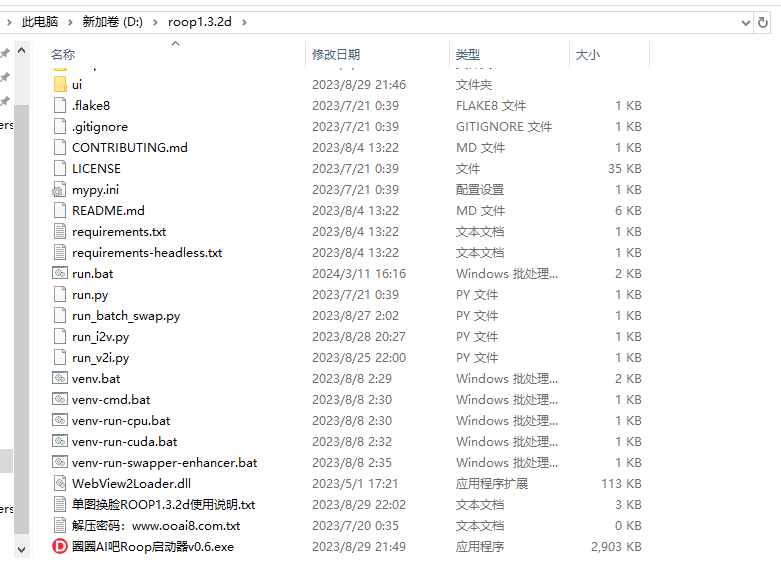 此电脑 > 新加卷 (D:) > roop1.3.2d >
名称 修改日期 类型 大小
ui 2023/8/29 21:46 文件夹
.flake8 2023/7/21 0:39 FLAKE8 文件 1 KB
.gitignore 2023/7/21 0:39 GITIGNORE 文件 1 KB
CONTRIBUTING.md 2023/8/4 13:22 MD 文件 1 KB
LICENSE 2023/7/21 0:39 文件 35 KB
mypy.ini 2023/7/21 0:39 配置设置 1 KB
README.md 2023/8/4 13:22 MD 文件 6 KB
requirements.txt 2023/8/4 13:22 文本文档 1 KB
requirements-headless.txt 2023/8/4 13:22 文本文档 1 KB
run.bat 2024/3/11 16:16 Windows 批处理... 2 KB
run.py 2023/7/21 0:39 PY 文件 1 KB
run_batch_swap.py 2023/8/27 2:02 PY 文件 1 KB
run_i2v.py 2023/8/28 20:27 PY 文件 1 KB
run_v2i.py 2023/8/25 22:00 PY 文件 1 KB
venv.bat 2023/8/8 2:29 Windows 批处理... 2 KB
venv-cmd.bat 2023/8/8 2:30 Windows 批处理... 1 KB
venv-run-cpu.bat 2023/8/8 2:30 Windows 批处理... 1 KB
venv-run-cuda.bat 2023/8/8 2:32 Windows 批处理... 1 KB
venv-run-swapper-enhancer.bat 2023/8/8 2:35 Windows 批处理... 1 KB
WebView2Loader.dll 2023/5/1 17:21 应用程序扩展 113 KB
单图换脸ROOP1.3.2d使用说明.txt 2023/8/29 22:02 文本文档 3 KB
解压密码：www.ooai8.com.txt 2023/7/20 0:35 文本文档 0 KB
圈圈AI吧Roop启动器v0.6.exe 2023/8/29 21:49 应用程序 2,903 KB